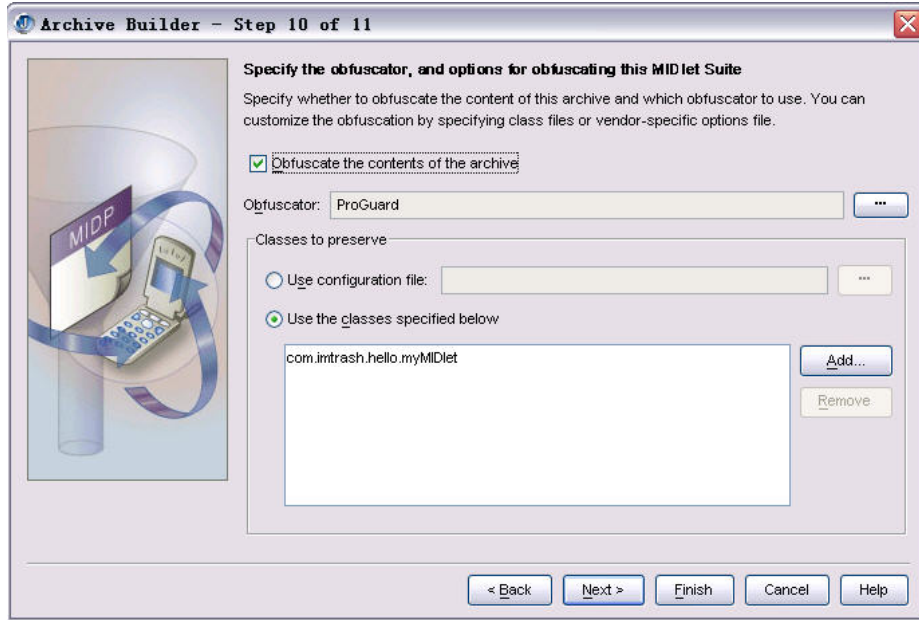 Archive Builder - Step 10 of 11
Specify the obfuscator, and options for obfuscating this MIDlet Suite
Specify whether to obfuscate the content of this archive and which obfuscator to use. You can
customize the obfuscation by specifying class files or vendor-specific options file.
Obfuscate the contents of the archive
Obfuscator: ProGuard ...
Classes to preserve
Use configuration file: ...
Use the classes specified below
com.imtrash.hello.myMIDlet
Add...
Remove
MIDP
< Back Next > Finish Cancel Help